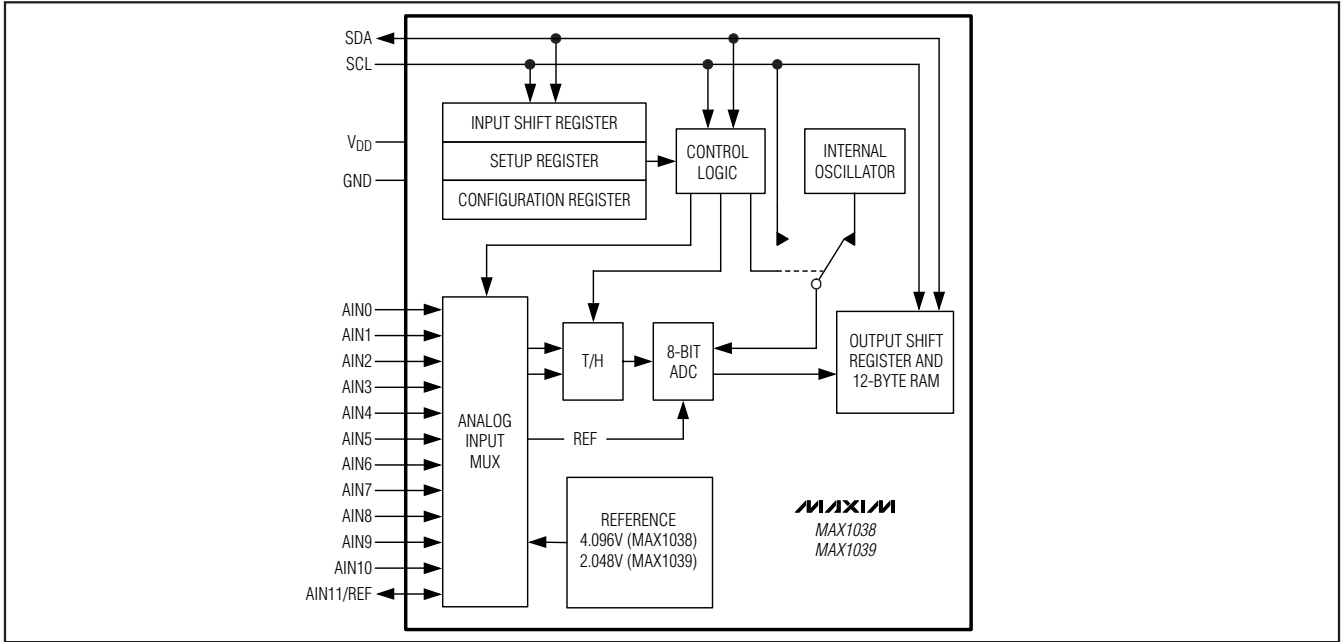 SDA
SCL
INPUT SHIFT REGISTER
SETUP REGISTER
CONFIGURATION REGISTER
CONTROL
LOGIC
INTERNAL
OSCILLATOR
VDD
GND
AIN0
AIN1
AIN2
AIN3
AIN4
AIN5
AIN6
AIN7
AIN8
AIN9
AIN10
AIN11/REF
ANALOG
INPUT
MUX
T/H
8-BIT
ADC
OUTPUT SHIFT
REGISTER AND
12-BYTE RAM
REF
REFERENCE
4.096V (MAX1038)
2.048V (MAX1039)
MAXIM
MAX1038
MAX1039